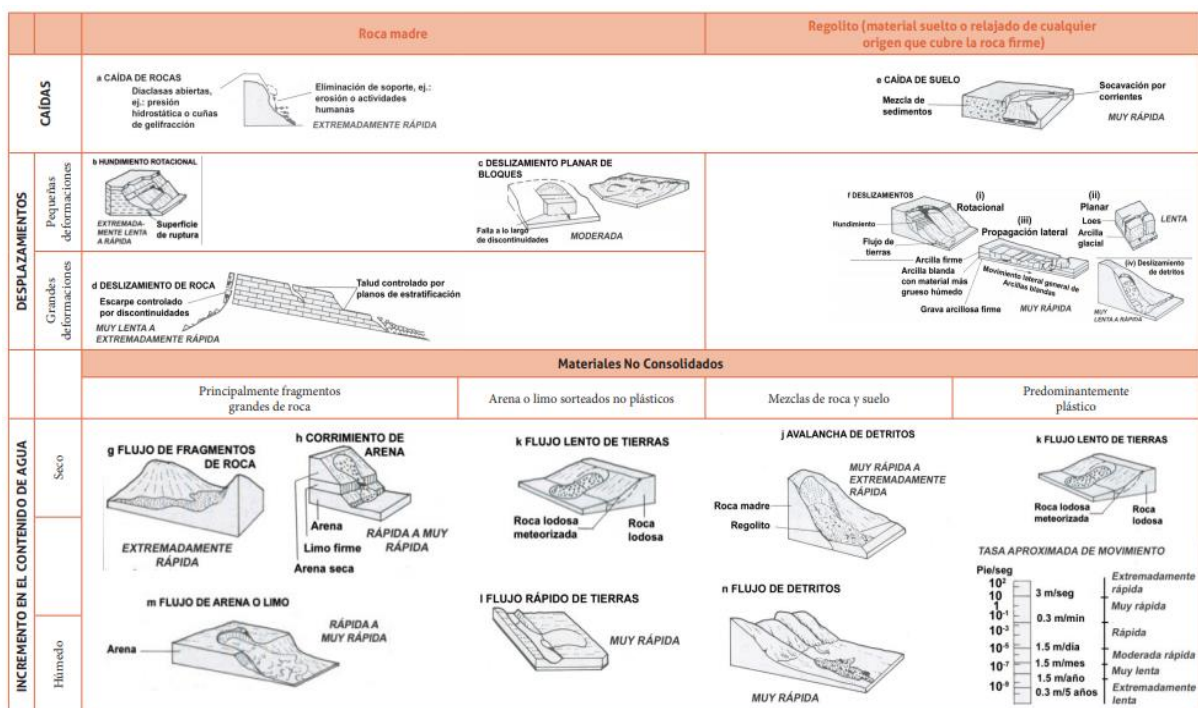 Roca madre
Regolito (material suelto o relajado de cualquier
origen que cubre la roca firme)
CAÍDAS
a CAÍDA DE ROCAS
Diaclasas abiertas,
ej.: presión
hidrostática o cuñas
de gelifracción
Eliminación de soporte, ej.:
erosión o actividades
humanas
EXTREMADAMENTE RÁPIDA
e CAÍDA DE SUELO
Mezcla de
sedimentos
Socavación por
corrientes
MUY RÁPIDA
DESPLAZAMIENTOS
Pequeñas
deformaciones
b HUNDIMIENTO ROTACIONAL
EXTREMADA-
MENTE LENTA
A RÁPIDA
Superficie
de ruptura
c DESLIZAMIENTO PLANAR DE
BLOQUES
Falla a lo largo
de discontinuidades
MODERADA
f DESLIZAMIENTOS
(i)
Rotacional
Hundimiento
Flujo de
tierras
(ii)
Planar
Loes
Arcilla
glacial
LENTA
(iii)
Propagación lateral
Arcilla firme
Arcilla blanda
con material más
grueso húmedo
Grava arcillosa firme
Movimiento lateral general de
Arcillas blandas
MUY RÁPIDA
(iv) Deslizamiento
de detritos
MUY
LENTA A RÁPIDA
Grandes
deformaciones
d DESLIZAMIENTO DE ROCA
Escarpe controlado
por discontinuidades
MUY LENTA A
EXTREMADAMENTE RÁPIDA
Talud controlado por
planos de estratificación
Materiales No Consolidados
Principalmente fragmentos
grandes de roca
Arena o limo sorteados no plásticos
Mezclas de roca y suelo
Predominantemente
plástico
INCREMENTO EN EL CONTENIDO DE AGUA
Seco
g FLUJO DE FRAGMENTOS
DE ROCA
EXTREMADAMENTE
RÁPIDA
h CORRIMIENTO DE
ARENA
Arena
Limo firme
Arena seca
RÁPIDA A MUY
RÁPIDA
k FLUJO LENTO DE TIERRAS
Roca lodosa
meteorizada
Roca
lodosa
j AVALANCHA DE DETRITOS
MUY RÁPIDA A
EXTREMADAMENTE
RÁPIDA
Roca madre
Regolito
k FLUJO LENTO DE TIERRAS
Roca lodosa
meteorizada
Roca
lodosa
Húmedo
m FLUJO DE ARENA O LIMO
RÁPIDA A
MUY RÁPIDA
Arena
l FLUJO RÁPIDO DE TIERRAS
MUY RÁPIDA
n FLUJO DE DETRITOS
MUY RÁPIDA
TASA APROXIMADA DE MOVIMIENTO
Pie/seg
10²
10
1
10⁻¹
10⁻³
10⁻⁵
10⁻⁷
10⁻⁹
3 m/seg
0.3 m/min
1.5 m/día
1.5 m/mes
1.5 m/año
0.3 m/5 años
Extremadamente
rápida
Muy rápida
Rápida
Moderada rápida
Muy lenta
Extremadamente
lenta